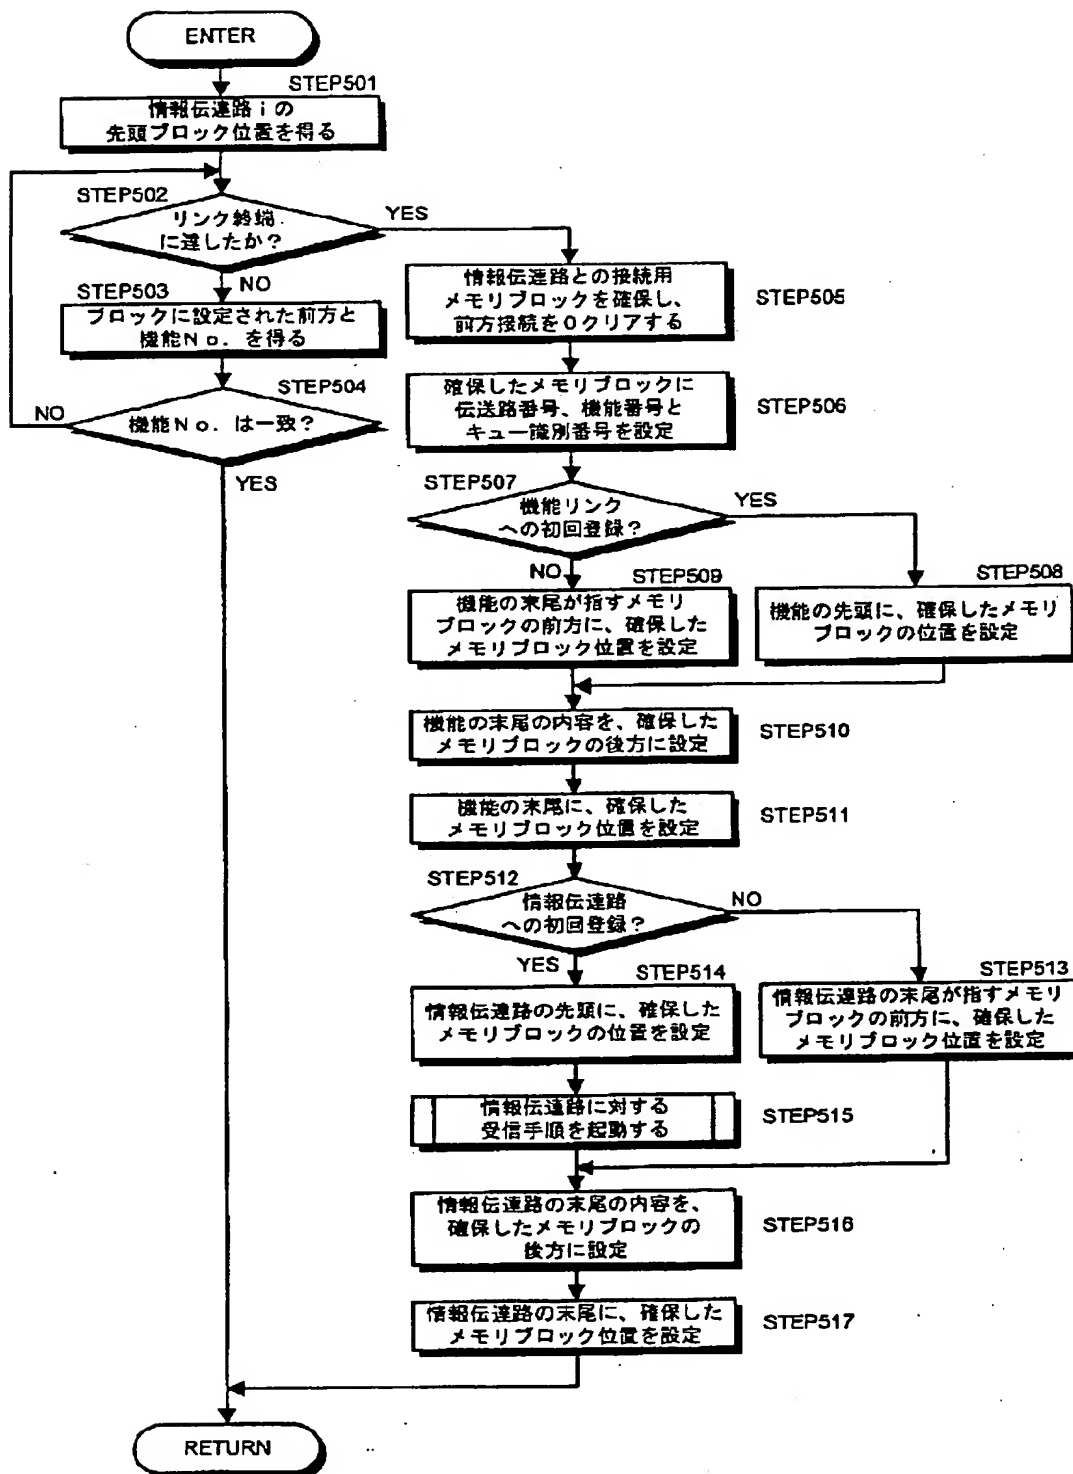 ENTER
STEP501
情報伝達路 i の
先頭ブロック位置を得る
STEP502
リンク終端
に達したか?
YES
NO
STEP503
ブロックに設定された前方と
機能No. を得る
STEP504
機能No. は一致?
NO
YES
情報伝達路との接続用
メモリブロックを確保し、
前方接続を0クリアする
STEP505
確保したメモリブロックに
伝送路番号、機能番号と
キュー識別番号を設定
STEP506
STEP507
機能リンク
への初回登録?
YES
NO
STEP508
機能の先頭に、確保したメモリ
ブロックの位置を設定
STEP509
機能の末尾が指すメモリ
ブロックの前方に、確保した
メモリブロック位置を設定
機能の末尾の内容を、確保した
メモリブロックの後方に設定
STEP510
機能の末尾に、確保した
メモリブロック位置を設定
STEP511
STEP512
情報伝達路
への初回登録?
NO
YES
STEP513
情報伝達路の末尾が指すメモリ
ブロックの前方に、確保した
メモリブロック位置を設定
STEP514
情報伝達路の先頭に、確保した
メモリブロックの位置を設定
情報伝達路に対する
受信手順を起動する
STEP515
情報伝達路の末尾の内容を、
確保したメモリブロックの
後方に設定
STEP516
情報伝達路の末尾に、確保した
メモリブロック位置を設定
STEP517
RETURN